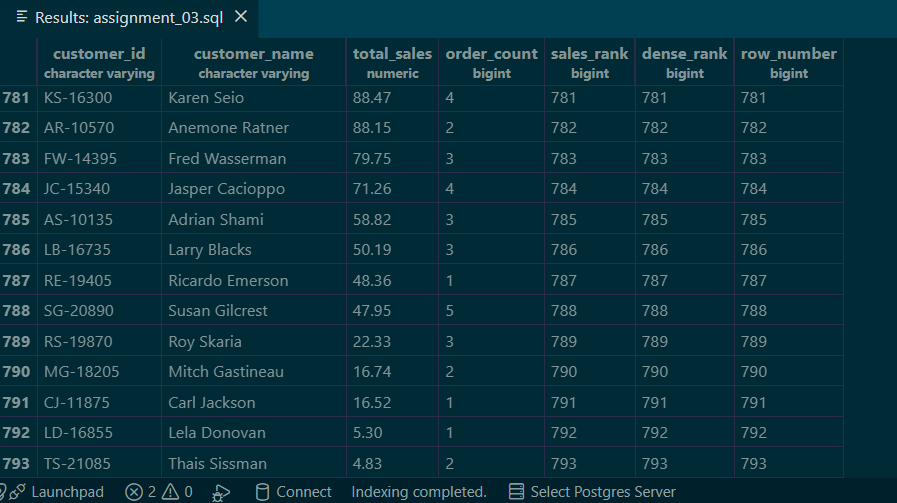 Results: assignment_03.sql
customer_id customer_name total_sales order_count sales_rank dense_rank row_number
character varying character varying numeric bigint bigint bigint bigint
781 KS-16300 Karen Seio 88.47 4 781 781 781
782 AR-10570 Anemone Ratner 88.15 2 782 782 782
783 FW-14395 Fred Wasserman 79.75 3 783 783 783
784 JC-15340 Jasper Cacioppo 71.26 4 784 784 784
785 AS-10135 Adrian Shami 58.82 3 785 785 785
786 LB-16735 Larry Blacks 50.19 3 786 786 786
787 RE-19405 Ricardo Emerson 48.36 1 787 787 787
788 SG-20890 Susan Gilcrest 47.95 5 788 788 788
789 RS-19870 Roy Skaria 22.33 3 789 789 789
790 MG-18205 Mitch Gastineau 16.74 2 790 790 790
791 CJ-11875 Carl Jackson 16.52 1 791 791 791
792 LD-16855 Lela Donovan 5.30 1 792 792 792
793 TS-21085 Thais Sissman 4.83 2 793 793 793
Launchpad 2 0 Connect Indexing completed. Select Postgres Server